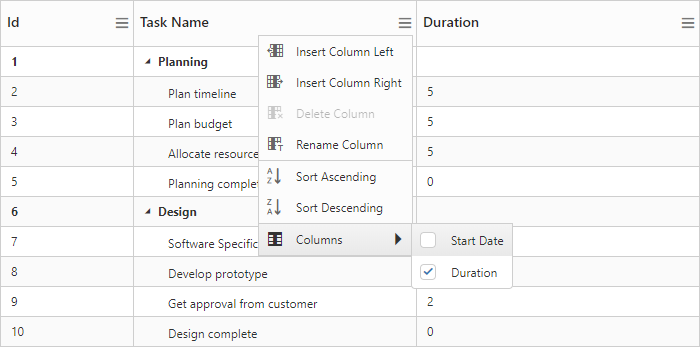 Id Task Name Duration
1 Planning
Insert Column Left
2 Plan timeline 5
Insert Column Right
3 Plan budget 5
Delete Column
4 Allocate resource 5
Rename Column
5 Planning complet 0
Sort Ascending
6 Design
Sort Descending
7 Software Specific
Columns
Start Date
8 Develop prototype
Duration
9 Get approval from customer 2
10 Design complete 0